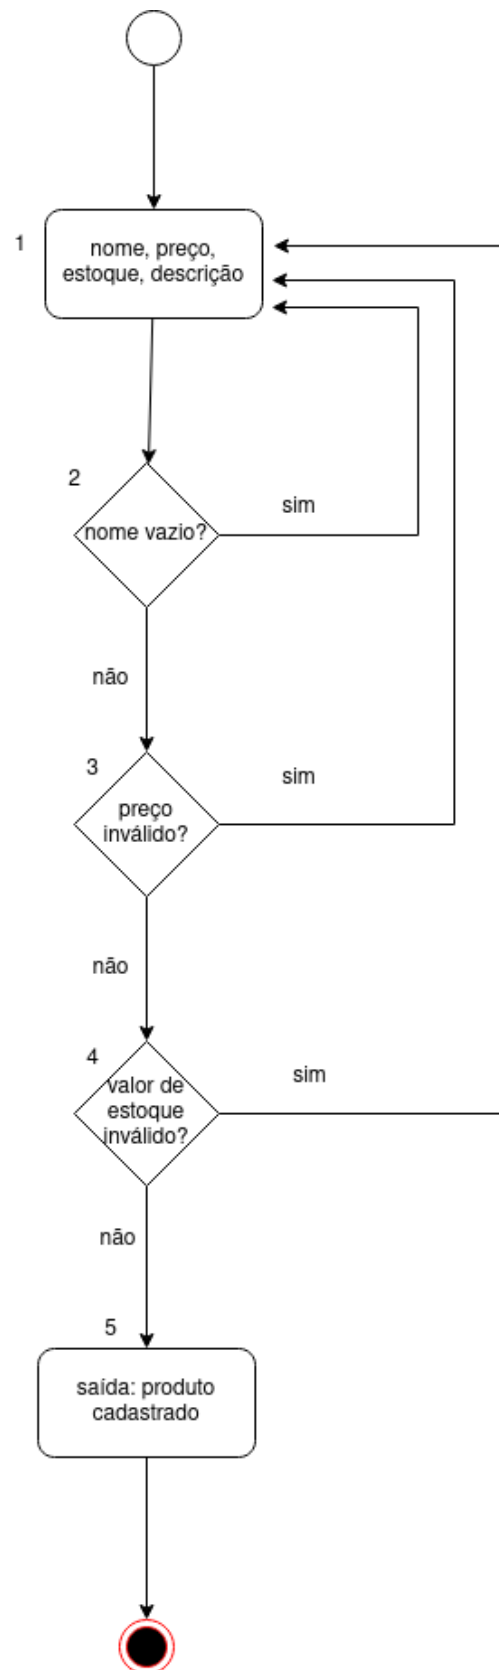 1
nome, preço,
estoque, descrição
2
nome vazio?
sim
não
3
preço
inválido?
sim
não
4
valor de
estoque
inválido?
sim
não
5
saída: produto
cadastrado